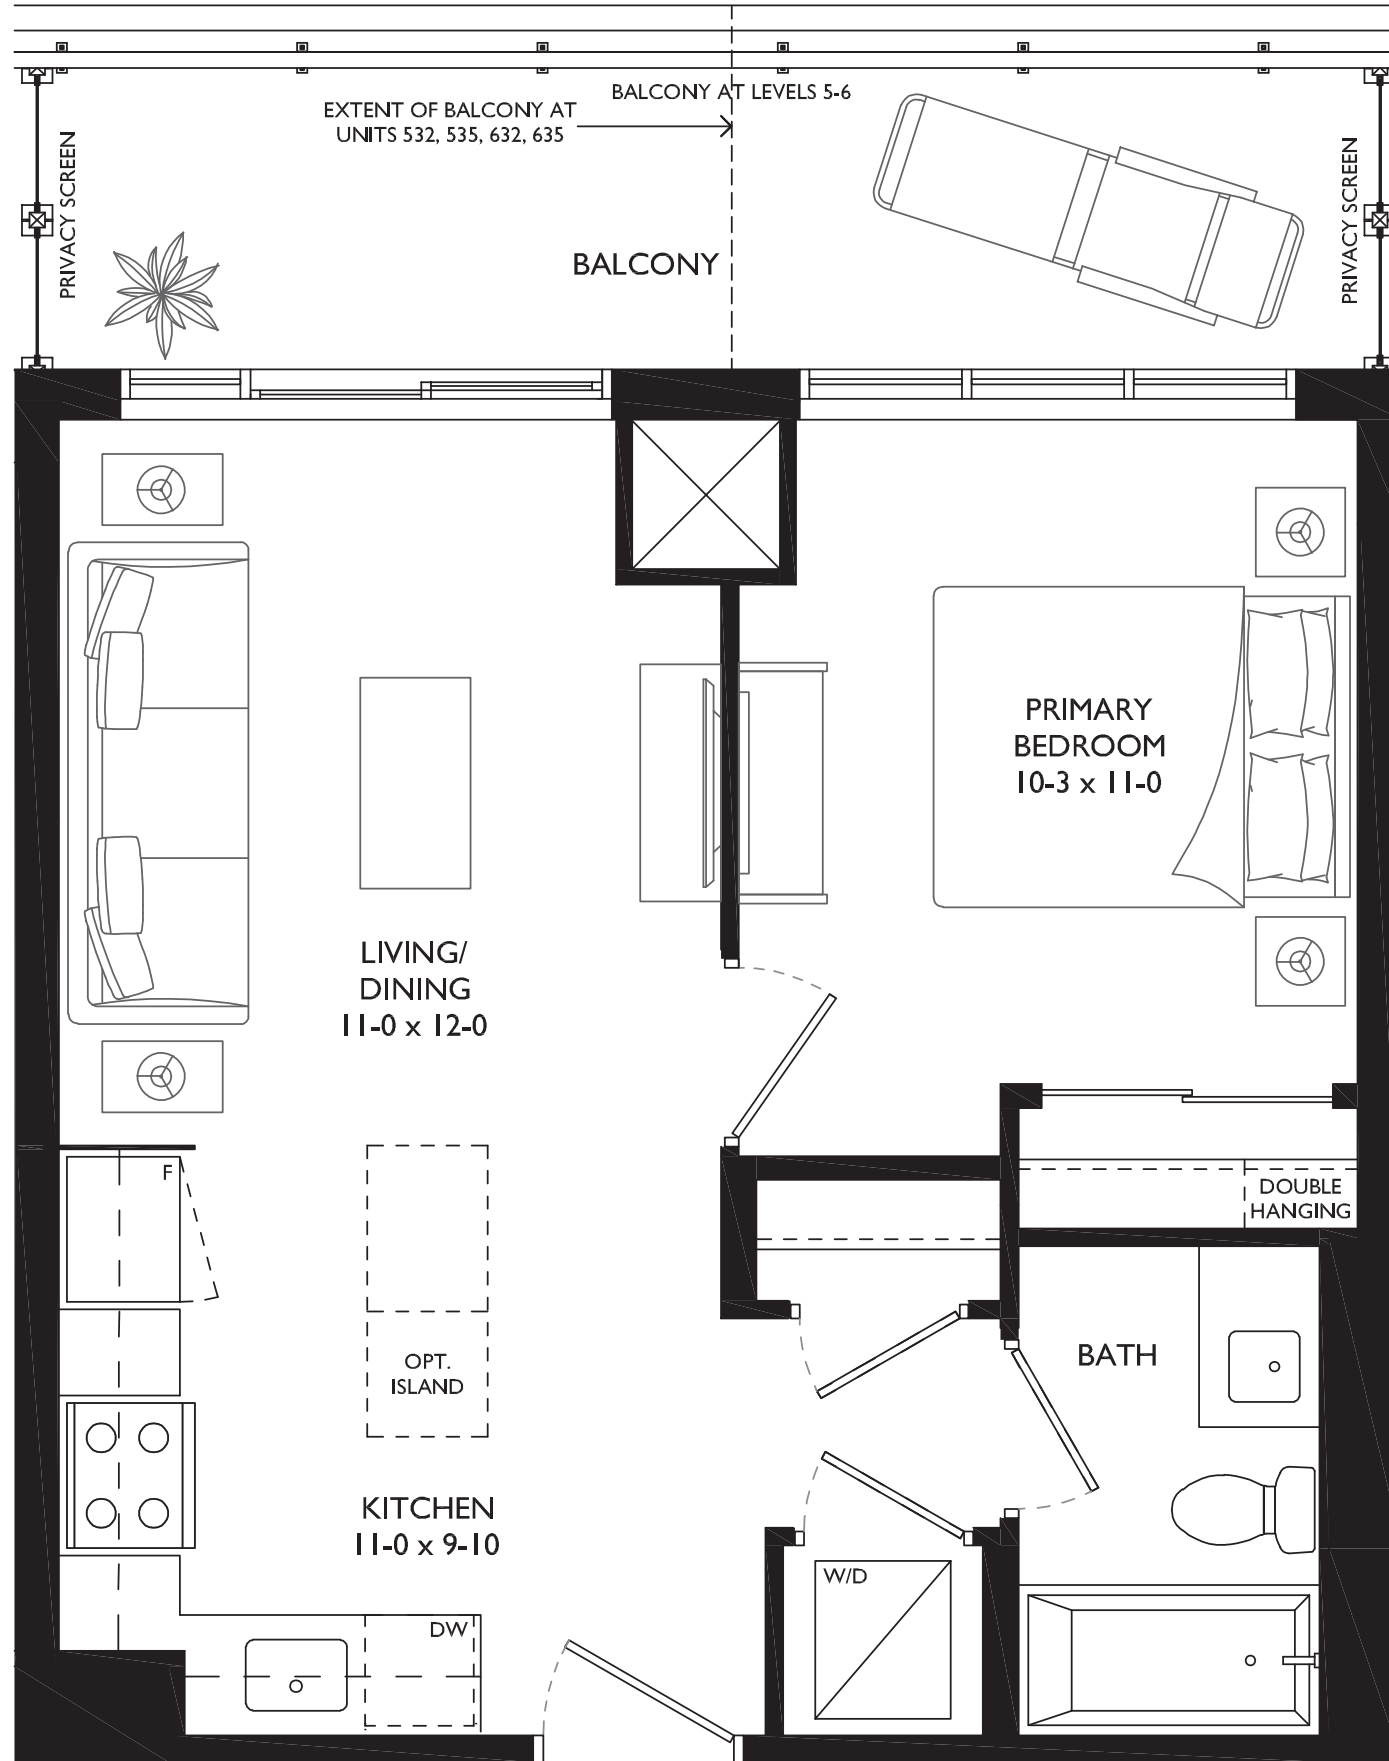 BALCONY AT LEVELS 5-6
EXTENT OF BALCONY AT
UNITS 532, 535, 632, 635
PRIVACY SCREEN
PRIVACY SCREEN
BALCONY
PRIMARY
BEDROOM
10-3 x 11-0
LIVING/
DINING
11-0 x 12-0
F
DOUBLE
HANGING
OPT.
ISLAND
BATH
KITCHEN
11-0 x 9-10
W/D
DW